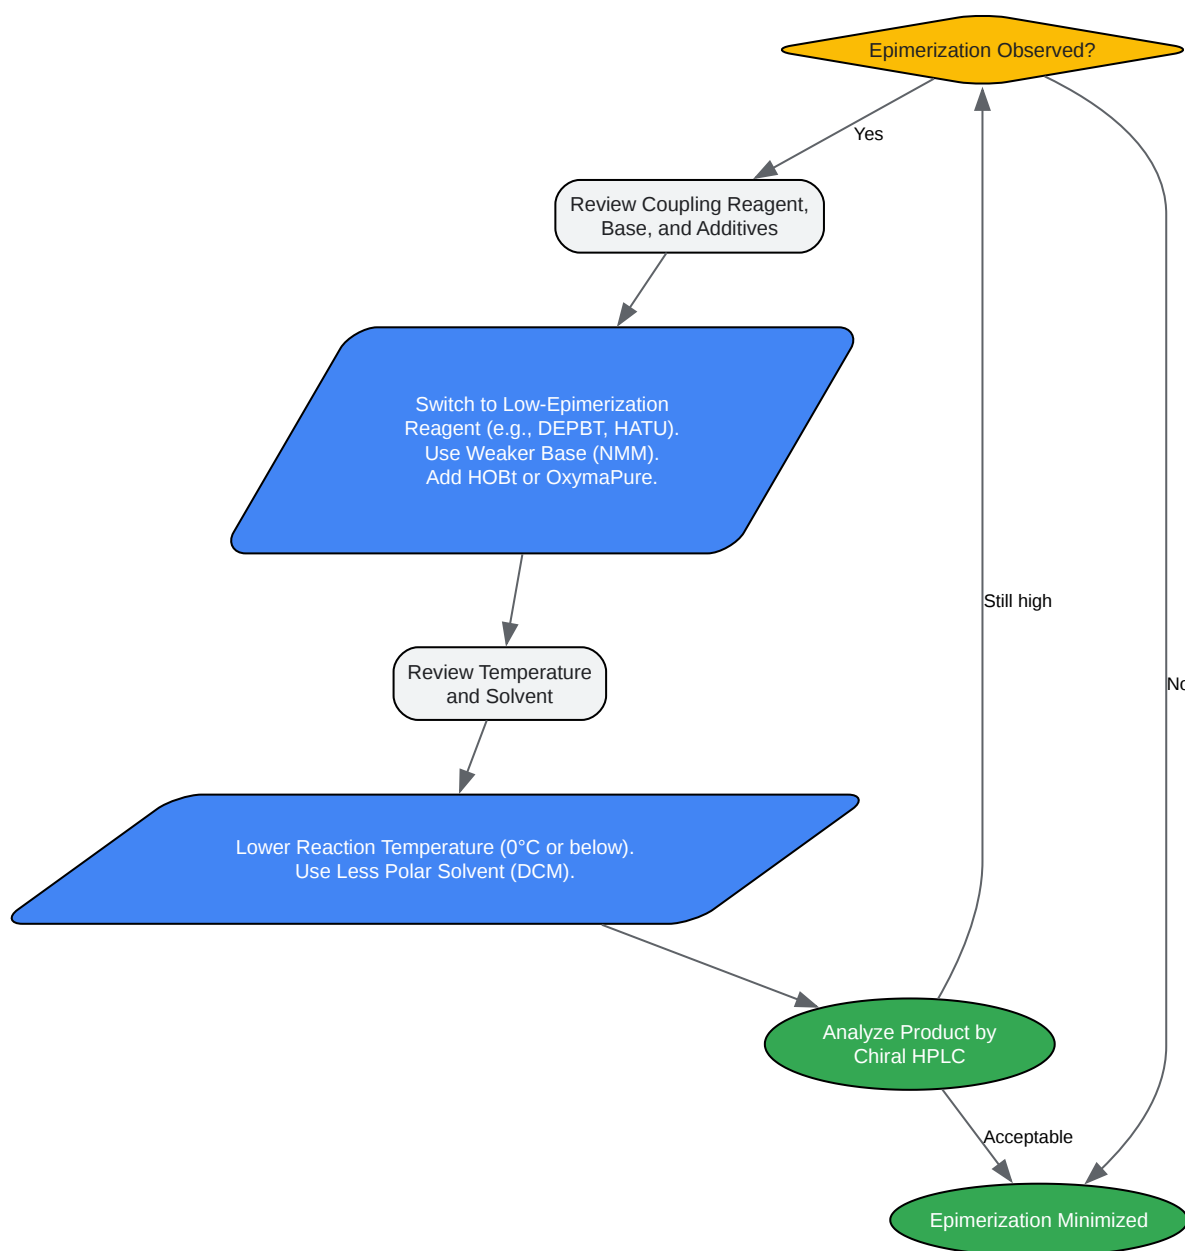 Epimerization Observed?
Yes
Review Coupling Reagent,
Base, and Additives
Switch to Low-Epimerization
Reagent (e.g., DEPBT, HATU).
Use Weaker Base (NMM).
Add HOBt or OxymaPure.
Still high
Review Temperature
and Solvent
No
Lower Reaction Temperature (0°C or below).
Use Less Polar Solvent (DCM).
Analyze Product by
Chiral HPLC
Acceptable
Epimerization Minimized